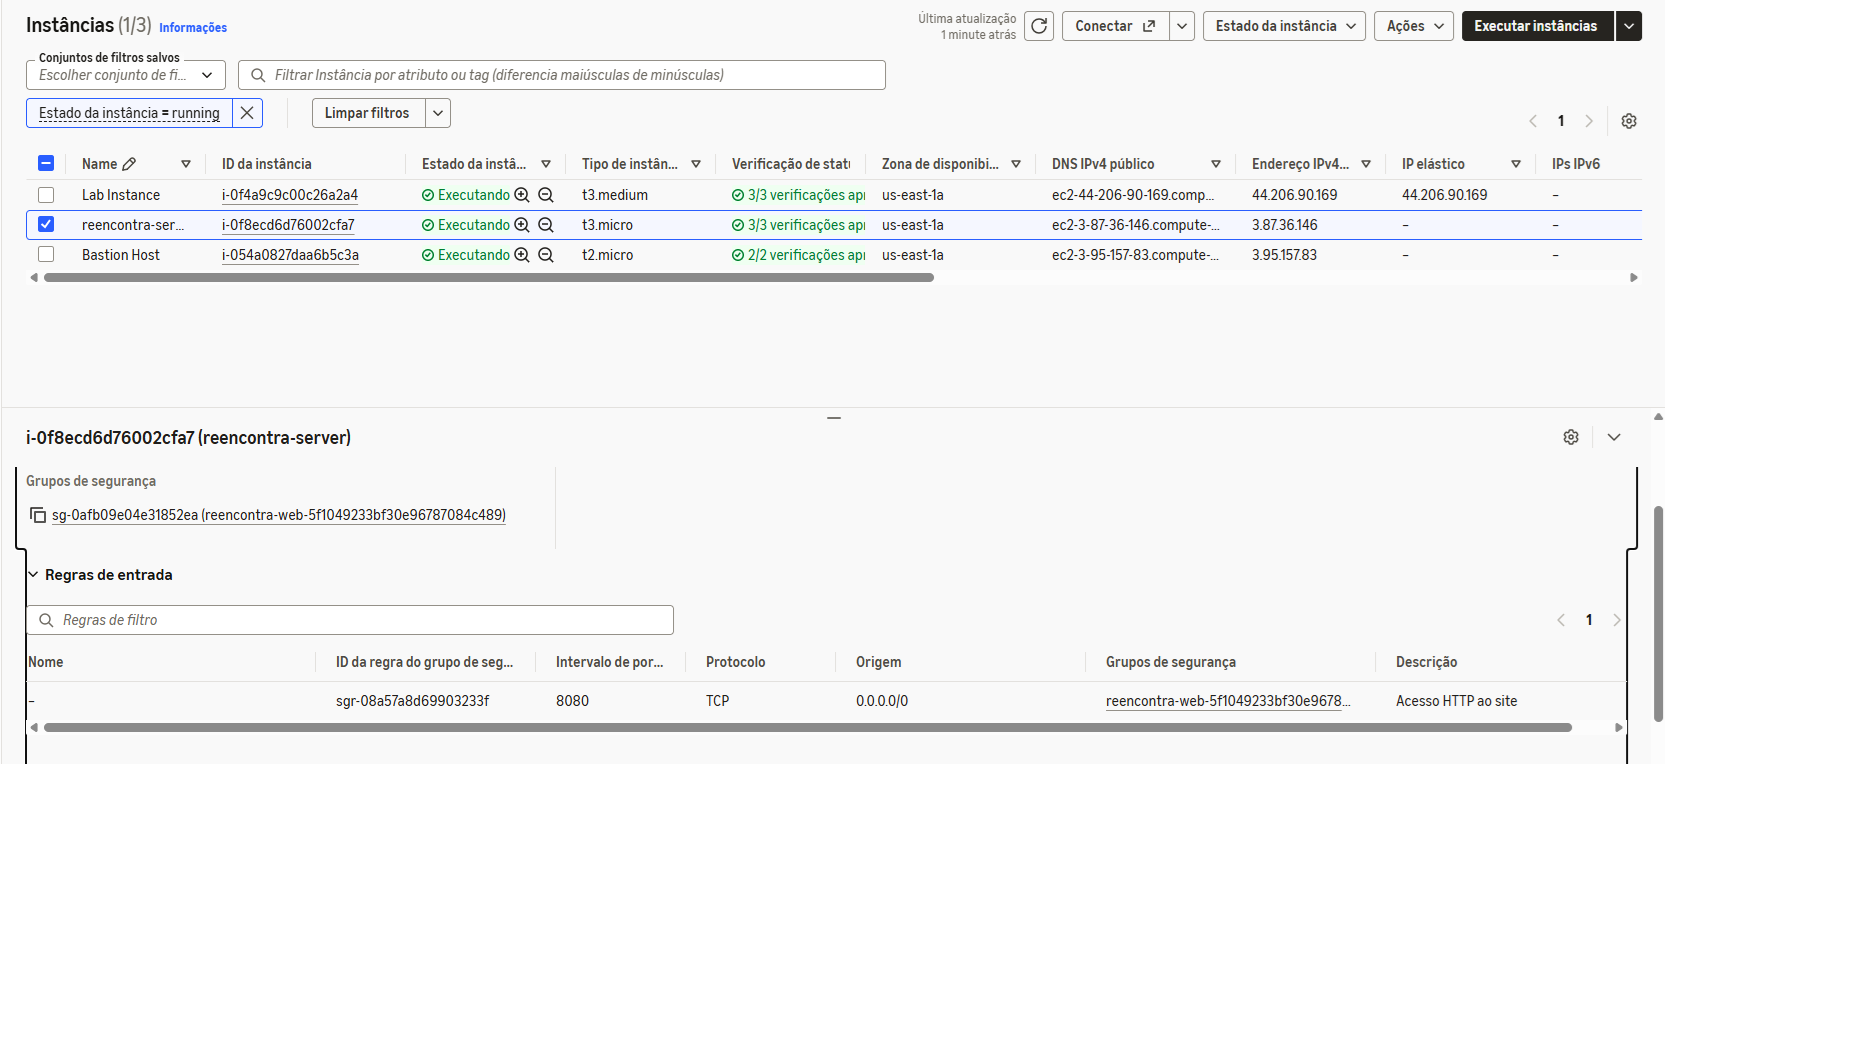 Instâncias (1/3) Informações
Última atualização
1 minute atrás
Conectar
Estado da instância
Ações
Executar instâncias
Conjuntos de filtros salvos
Escolher conjunto de fi...
Filtrar Instância por atributo ou tag (diferencia maiúsculas de minúsculas)
Estado da instância = running
Limpar filtros
1
Name ID da instância Estado da instâ... Tipo de instân... Verificação de statu Zona de disponibi... DNS IPv4 público Endereço IPv4... IP elástico IPs IPv6
Lab Instance i-0f4a9c9c00c26a2a4 Executando t3.medium 3/3 verificações apr us-east-1a ec2-44-206-90-169.comp... 44.206.90.169 44.206.90.169 –
reencontra-ser... i-0f8ecd6d76002cfa7 Executando t3.micro 3/3 verificações apr us-east-1a ec2-3-87-36-146.compute-... 3.87.36.146 – –
Bastion Host i-054a0827daa6b5c3a Executando t2.micro 2/2 verificações apr us-east-1a ec2-3-95-157-83.compute-... 3.95.157.83 – –
i-0f8ecd6d76002cfa7 (reencontra-server)
Grupos de segurança
sg-0afb09e04e31852ea (reencontra-web-5f1049233bf30e96787084c489)
Regras de entrada
Regras de filtro
1
Nome ID da regra do grupo de seg... Intervalo de por... Protocolo Origem Grupos de segurança Descrição
– sgr-08a57a8d69903233f 8080 TCP 0.0.0.0/0 reencontra-web-5f1049233bf30e9678... Acesso HTTP ao site